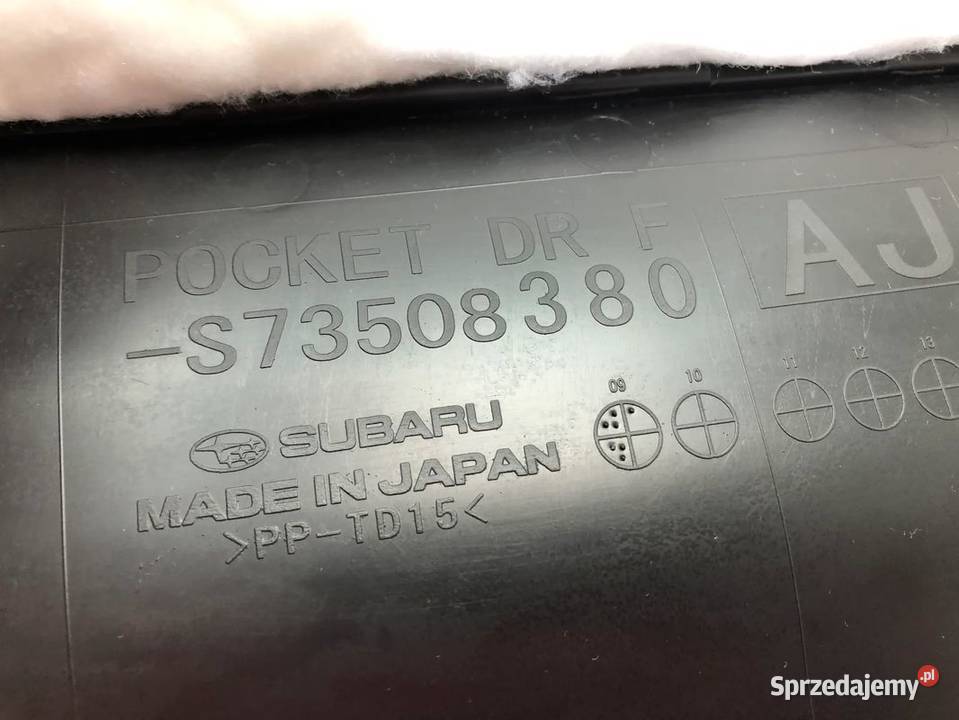 POCKET DR F
-S73508380
AJ
09 10 11 12 13
SUBARU
MADE IN JAPAN
>PP-TD15<
Sprzedajemy.pl